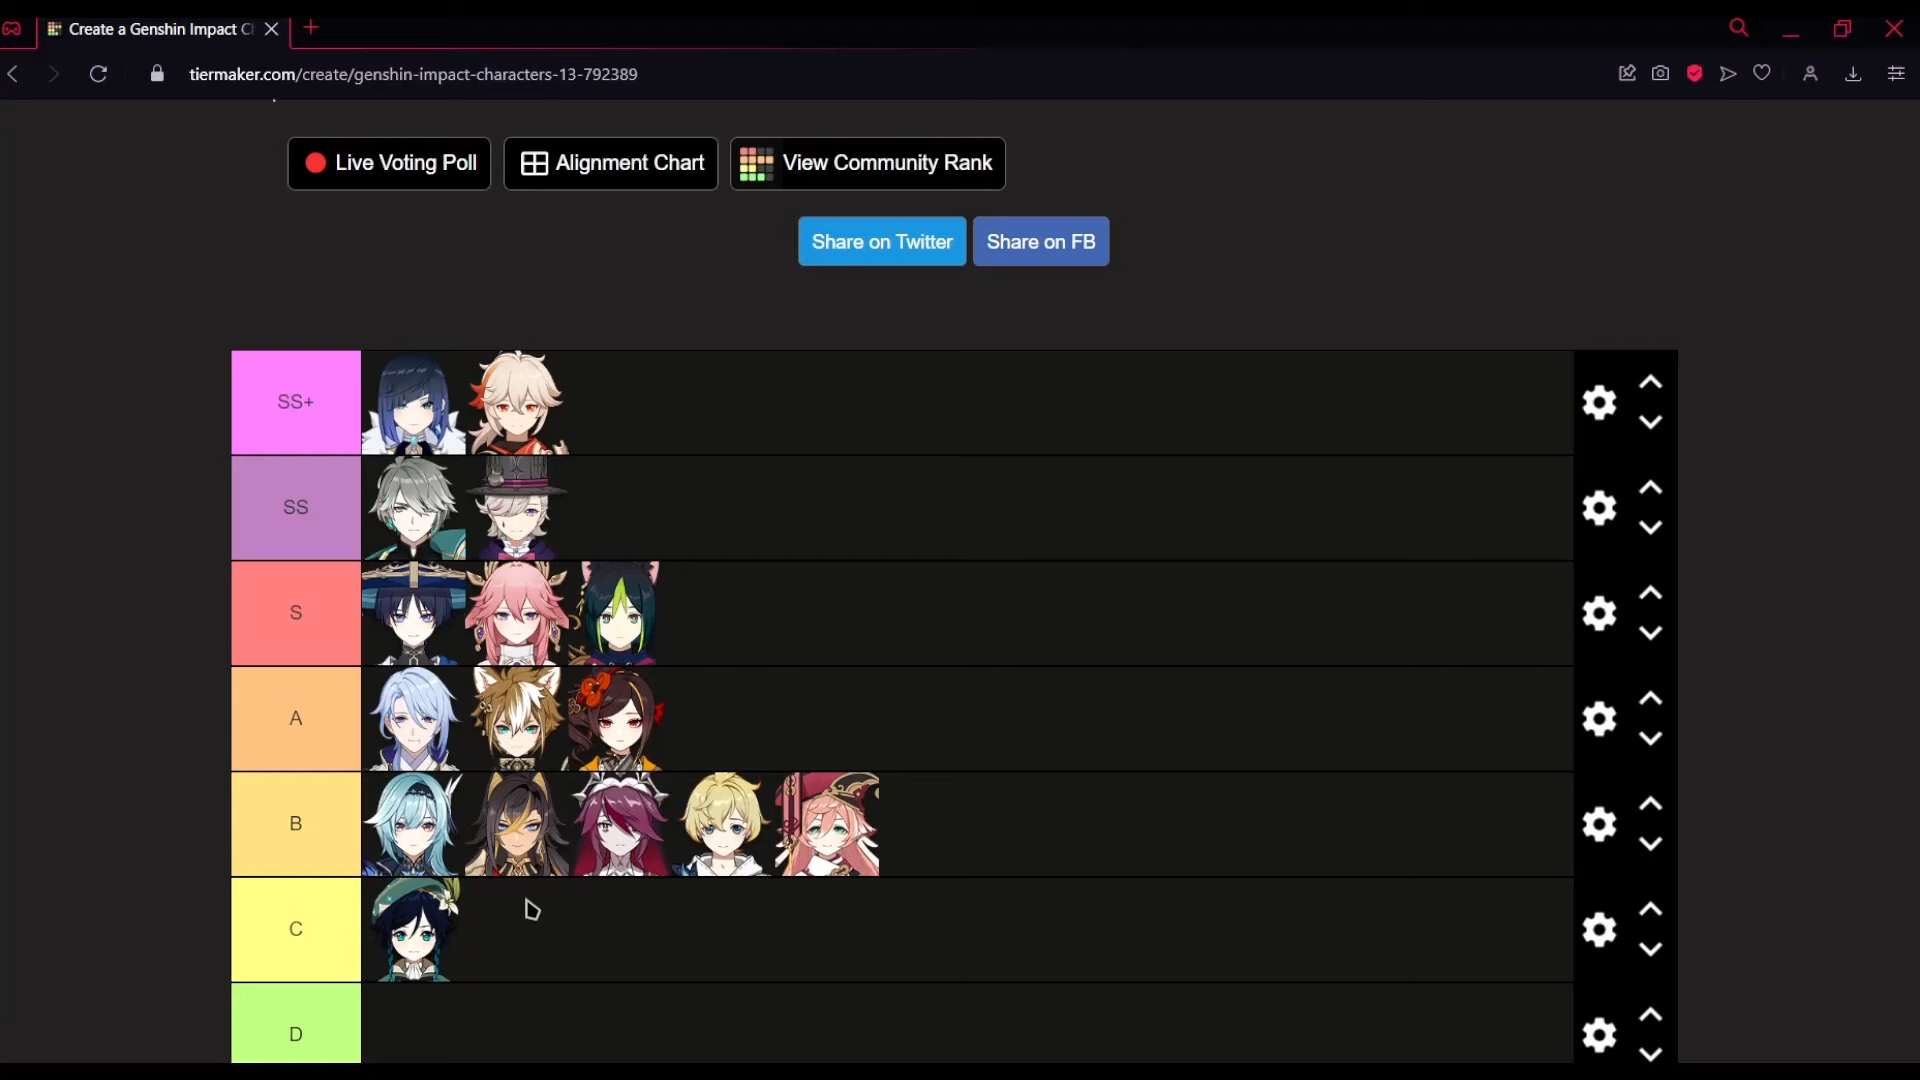 Create a Genshin Impact C
tiermaker.com/create/genshin-impact-characters-13-792389
Live Voting Poll
Alignment Chart
View Community Rank
Share on Twitter
Share on FB
SS+
SS
S
A
B
C
D